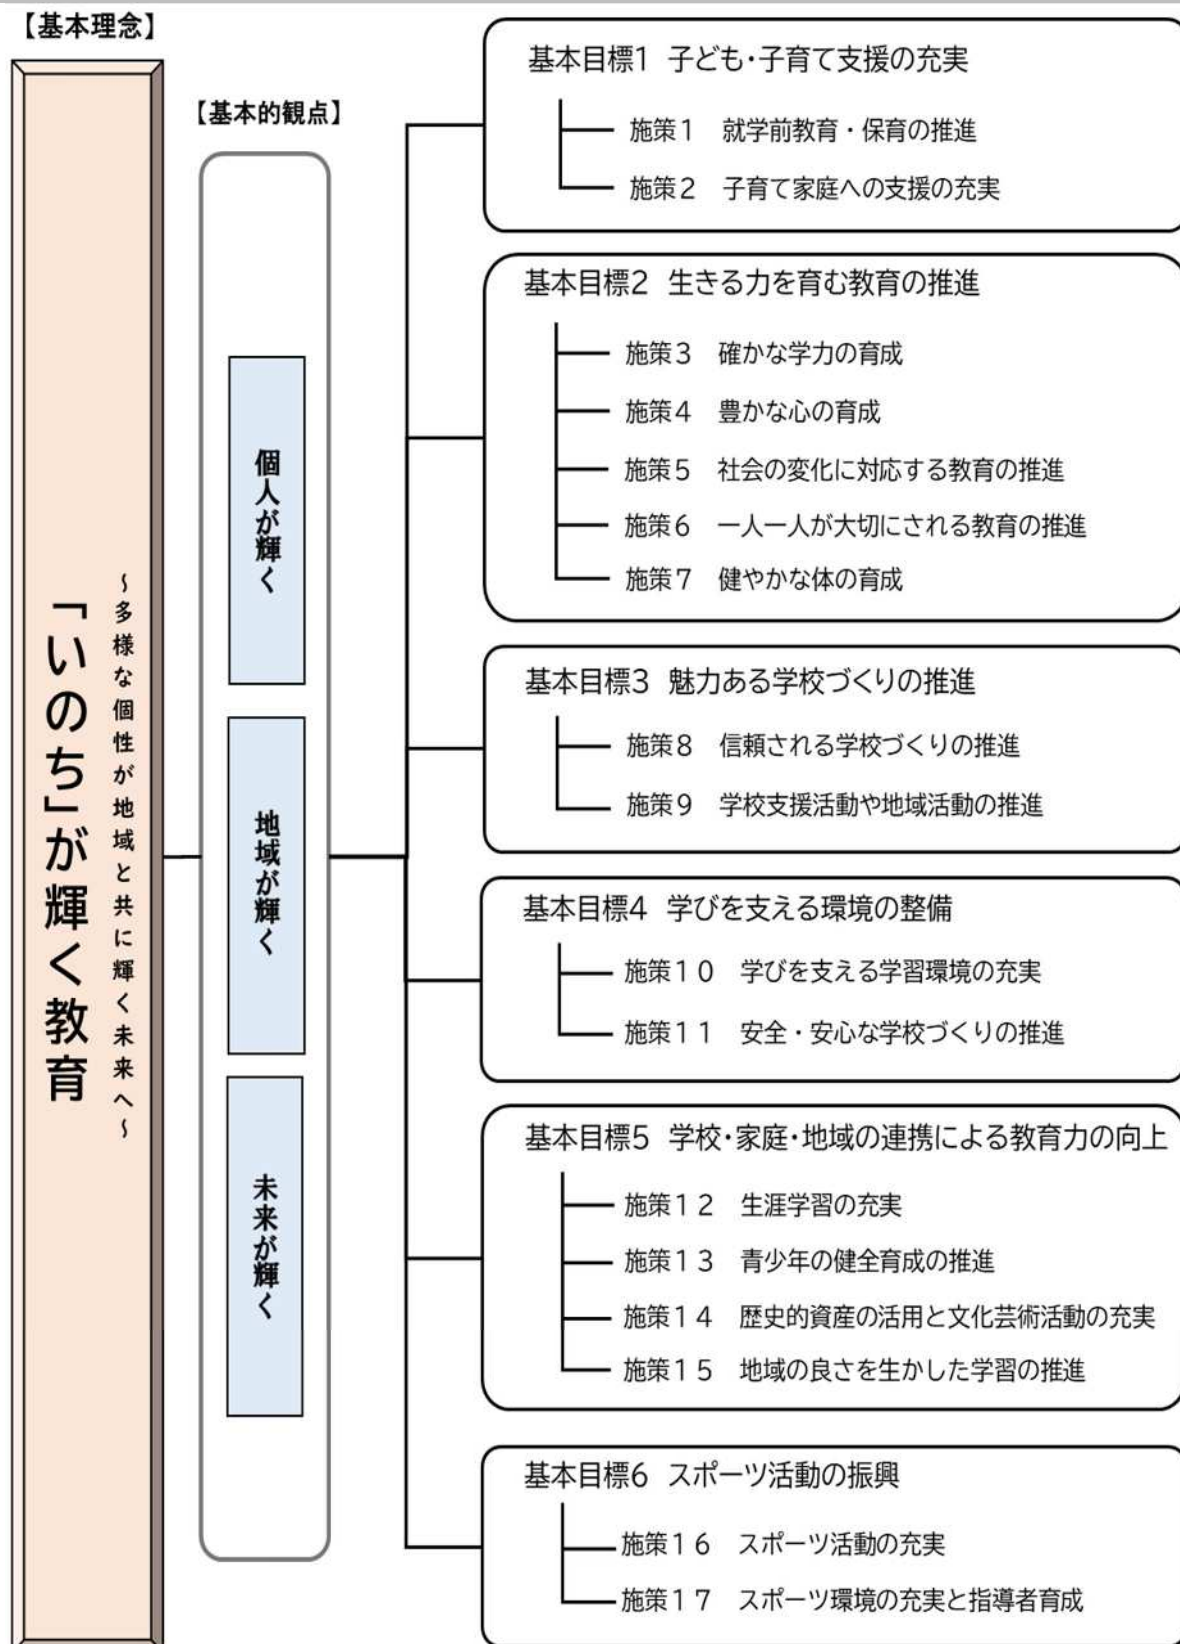 【基本理念】
「いのち」が輝く教育
~多様な個性が地域と共に輝く未来へ~
【基本的観点】
個人が輝く
地域が輝く
未来が輝く
基本目標1 子ども・子育て支援の充実
施策1 就学前教育・保育の推進
施策2 子育て家庭への支援の充実
基本目標2 生きる力を育む教育の推進
施策3 確かな学力の育成
施策4 豊かな心の育成
施策5 社会の変化に対応する教育の推進
施策6 一人一人が大切にされる教育の推進
施策7 健やかな体の育成
基本目標3 魅力ある学校づくりの推進
施策8 信頼される学校づくりの推進
施策9 学校支援活動や地域活動の推進
基本目標4 学びを支える環境の整備
施策10 学びを支える学習環境の充実
施策11 安全・安心な学校づくりの推進
基本目標5 学校・家庭・地域の連携による教育力の向上
施策12 生涯学習の充実
施策13 青少年の健全育成の推進
施策14 歴史的資産の活用と文化芸術活動の充実
施策15 地域の良さを生かした学習の推進
基本目標6 スポーツ活動の振興
施策16 スポーツ活動の充実
施策17 スポーツ環境の充実と指導者育成